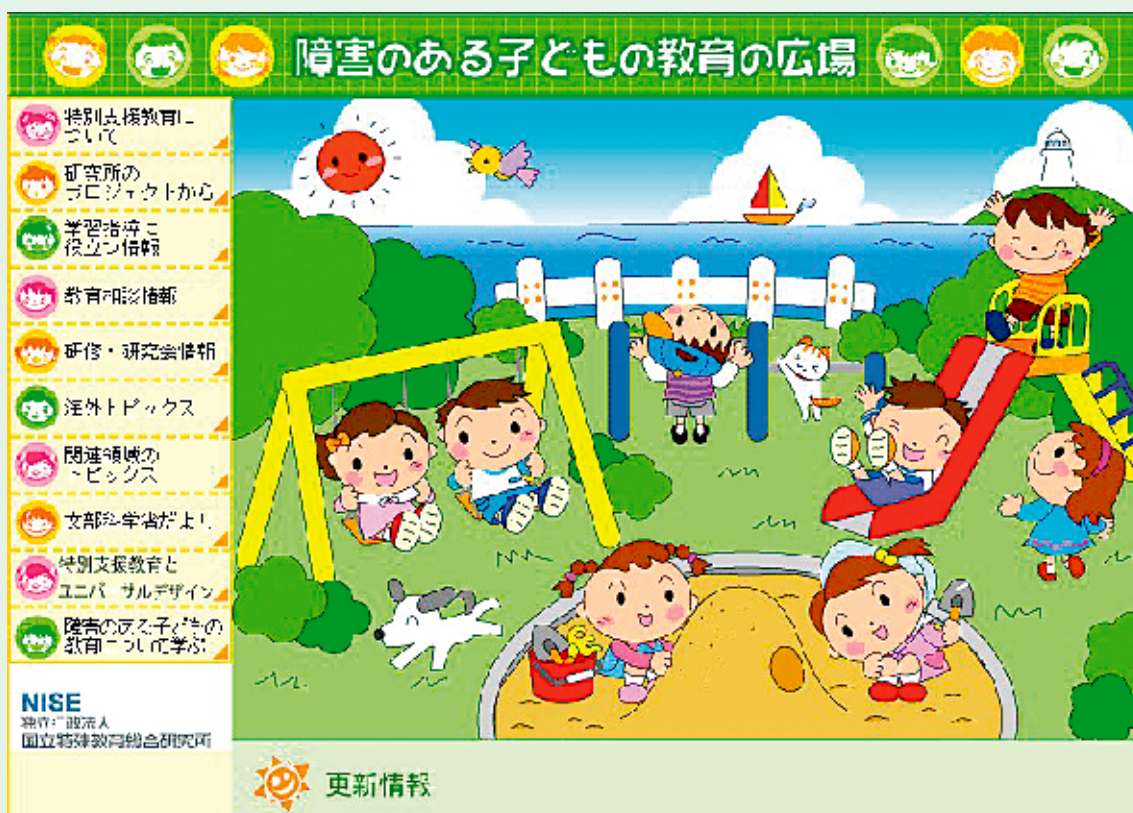 障害のある子どもの教育の広場
特別支援教育に
ついて
研究所の
プロジェクトから
学習指導に
役立つ情報
教育相談情報
研修・研究会情報
海外トピックス
関連領域の
トピックス
文部科学省だより
特別支援教育と
ユニバーサルデザイン
障害のある子どもの
教育について学ぶ
NISE
独立行政法人
国立特殊教育総合研究所
更新情報